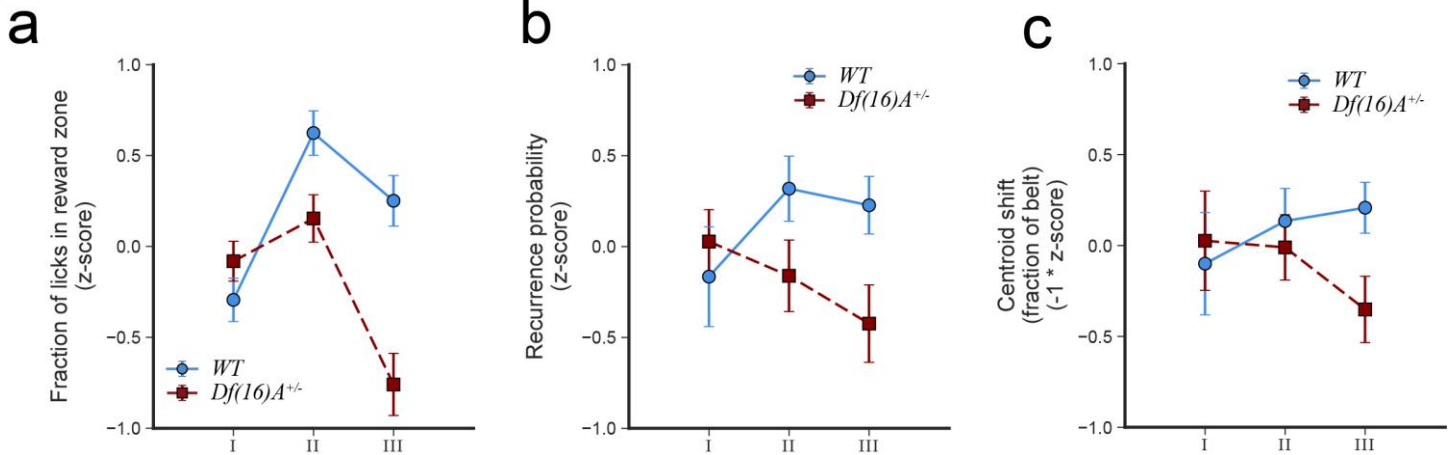 a
Fraction of licks in reward zone
(z-score)
1.0
0.5
0.0
−0.5
−1.0
WT
Df(16)A+/-
I
II
III
b
Recurrence probability
(z-score)
1.0
0.5
0.0
−0.5
−1.0
WT
Df(16)A+/-
I
II
III
c
Centroid shift
(fraction of belt)
(-1 * z-score)
1.0
0.5
0.0
−0.5
−1.0
WT
Df(16)A+/-
I
II
III